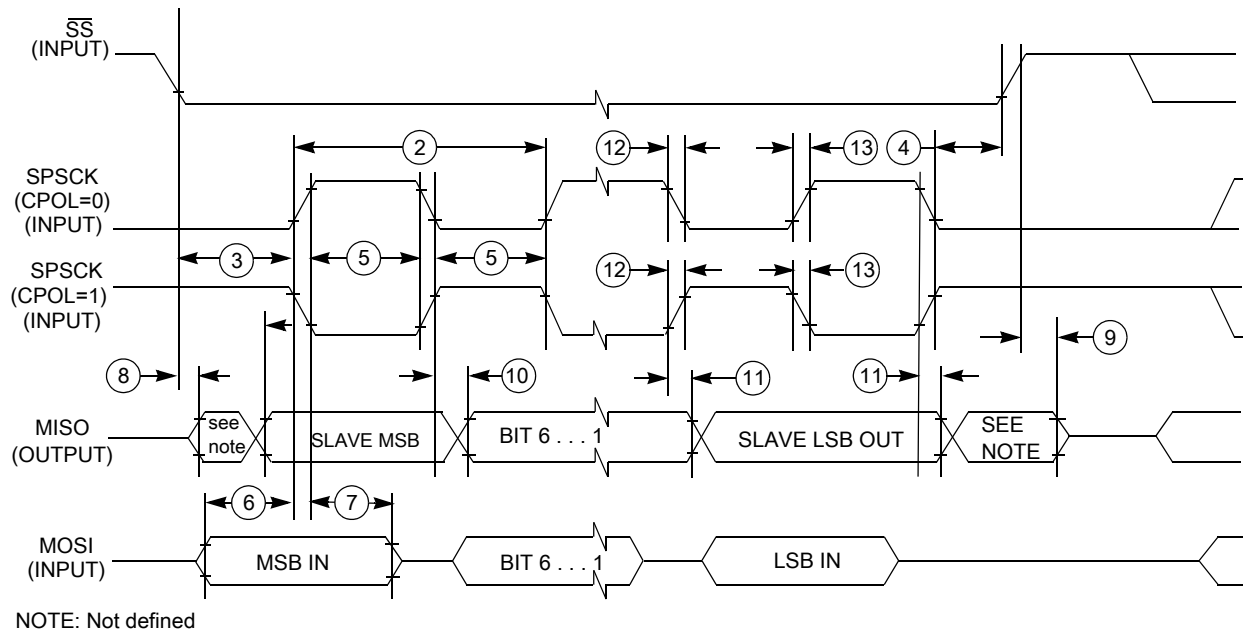 SS
(INPUT)
2
12
13
4
SPSCK
(CPOL=0)
(INPUT)
3
5
5
12
13
SPSCK
(CPOL=1)
(INPUT)
8
10
11
11
9
MISO
(OUTPUT)
see
note
SLAVE MSB
BIT 6 . . . 1
SLAVE LSB OUT
SEE
NOTE
6
7
MOSI
(INPUT)
MSB IN
BIT 6 . . . 1
LSB IN
NOTE: Not defined